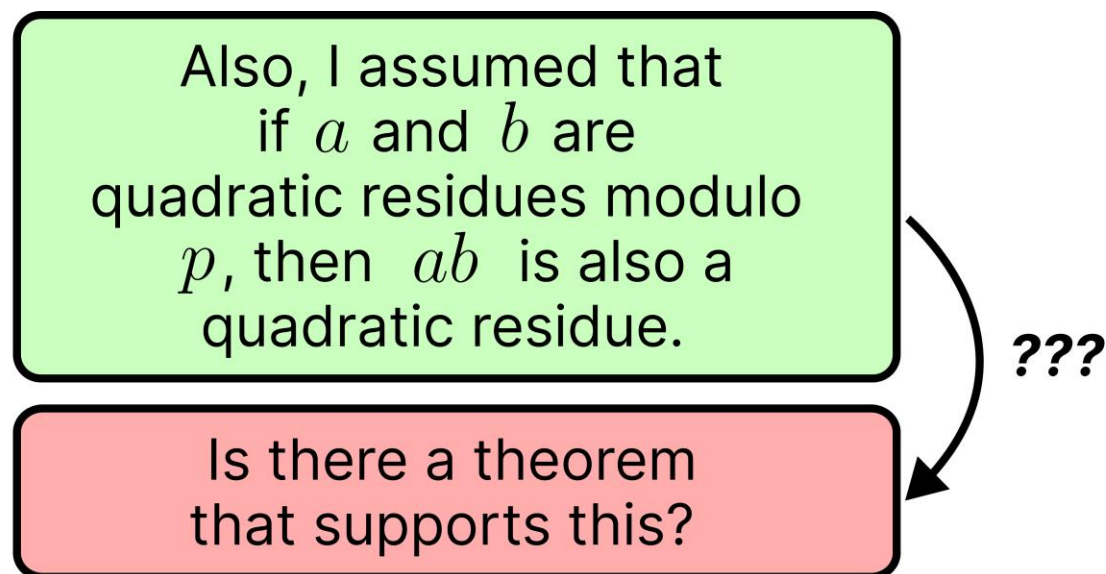 Also, I assumed that
if a and b are
quadratic residues modulo
p, then ab is also a
quadratic residue.
???
Is there a theorem
that supports this?